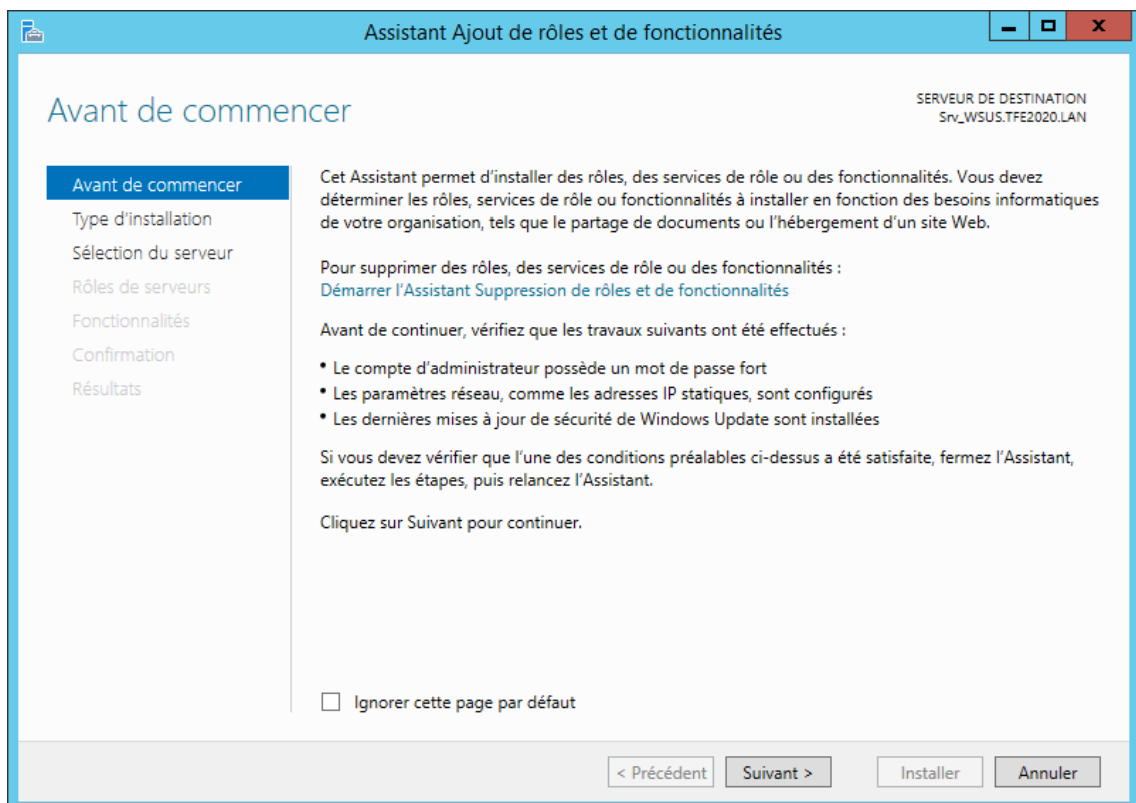 Assistant Ajout de rôles et de fonctionnalités
Avant de commencer
SERVEUR DE DESTINATION
Srv_WSUS.TFE2020.LAN
Avant de commencer
Type d'installation
Sélection du serveur
Rôles de serveurs
Fonctionnalités
Confirmation
Résultats
Cet Assistant permet d'installer des rôles, des services de rôle ou des fonctionnalités. Vous devez
déterminer les rôles, services de rôle ou fonctionnalités à installer en fonction des besoins informatiques
de votre organisation, tels que le partage de documents ou l'hébergement d'un site Web.
Pour supprimer des rôles, des services de rôle ou des fonctionnalités :
Démarrer l'Assistant Suppression de rôles et de fonctionnalités
Avant de continuer, vérifiez que les travaux suivants ont été effectués :
• Le compte d'administrateur possède un mot de passe fort
• Les paramètres réseau, comme les adresses IP statiques, sont configurés
• Les dernières mises à jour de sécurité de Windows Update sont installées
Si vous devez vérifier que l'une des conditions préalables ci-dessus a été satisfaite, fermez l'Assistant,
exécutez les étapes, puis relancez l'Assistant.
Cliquez sur Suivant pour continuer.
Ignorer cette page par défaut
< Précédent
Suivant >
Installer
Annuler